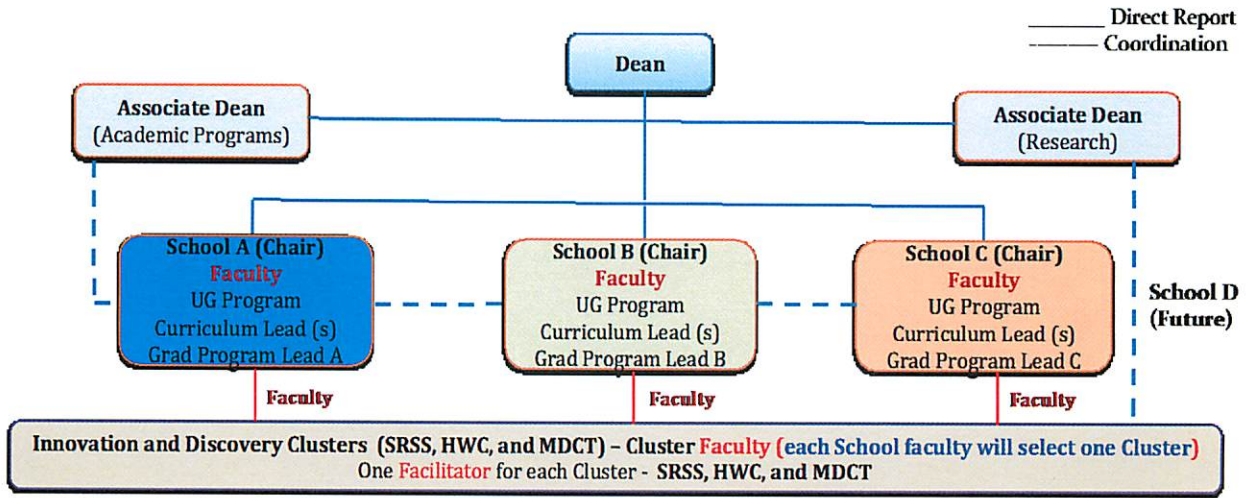 Direct Report
Coordination
Dean
Associate Dean
(Academic Programs)
Associate Dean
(Research)
School A (Chair)
Faculty
UG Program
Curriculum Lead (s)
Grad Program Lead A
School B (Chair)
Faculty
UG Program
Curriculum Lead (s)
Grad Program Lead B
School C (Chair)
Faculty
UG Program
Curriculum Lead (s)
Grad Program Lead C
School D
(Future)
Faculty
Faculty
Faculty
Innovation and Discovery Clusters (SRSS, HWC, and MDCT) – Cluster Faculty (each School faculty will select one Cluster)
One Facilitator for each Cluster - SRSS, HWC, and MDCT